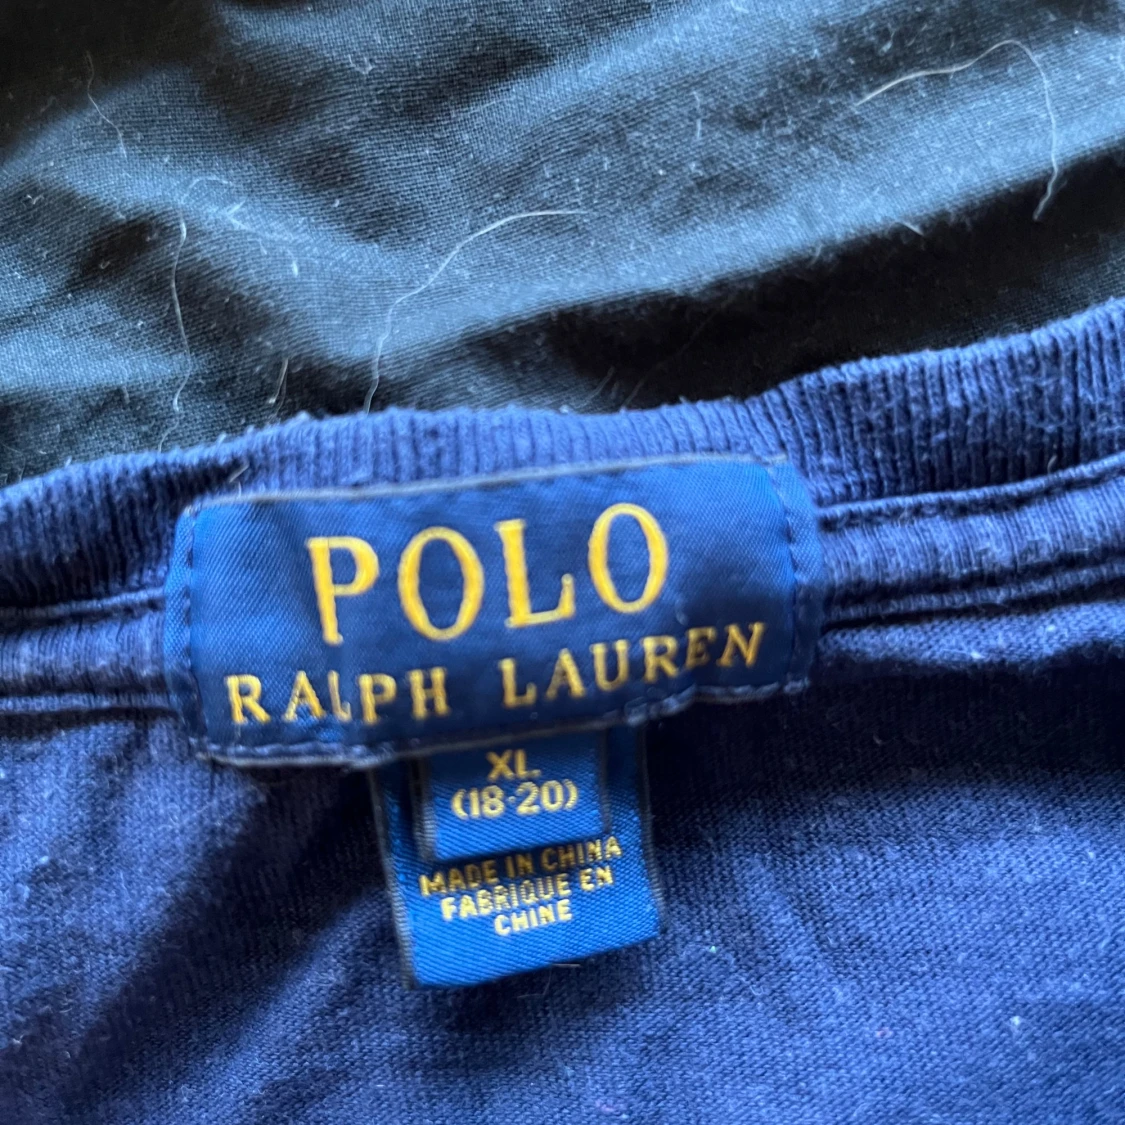 POLO
RALPH LAUREN
XL
(18-20)
MADE IN CHINA
FABRIQUE EN
CHINE